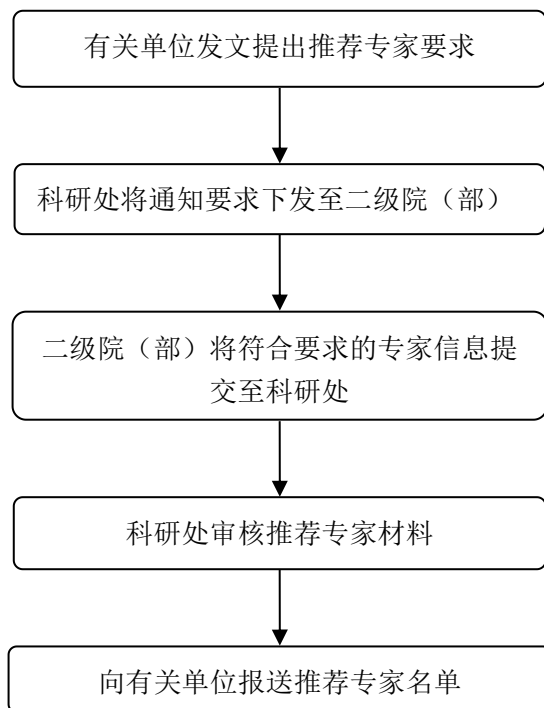 有关单位发文提出推荐专家要求
科研处将通知要求下发至二级院（部）
二级院（部）将符合要求的专家信息提
交至科研处
科研处审核推荐专家材料
向有关单位报送推荐专家名单